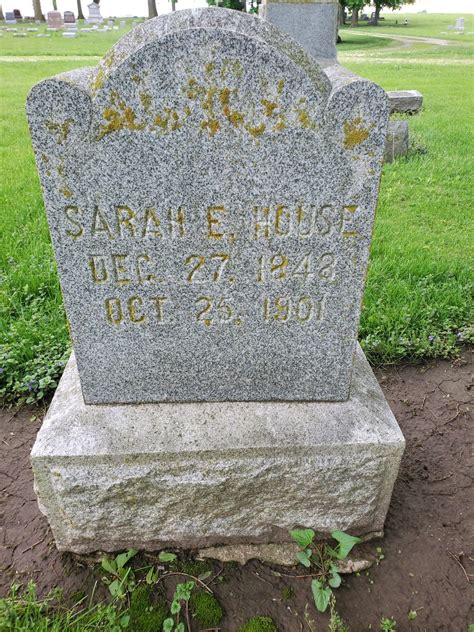 SARAH E. HOUSE
DEC. 27. 1848
OCT. 25. 1901